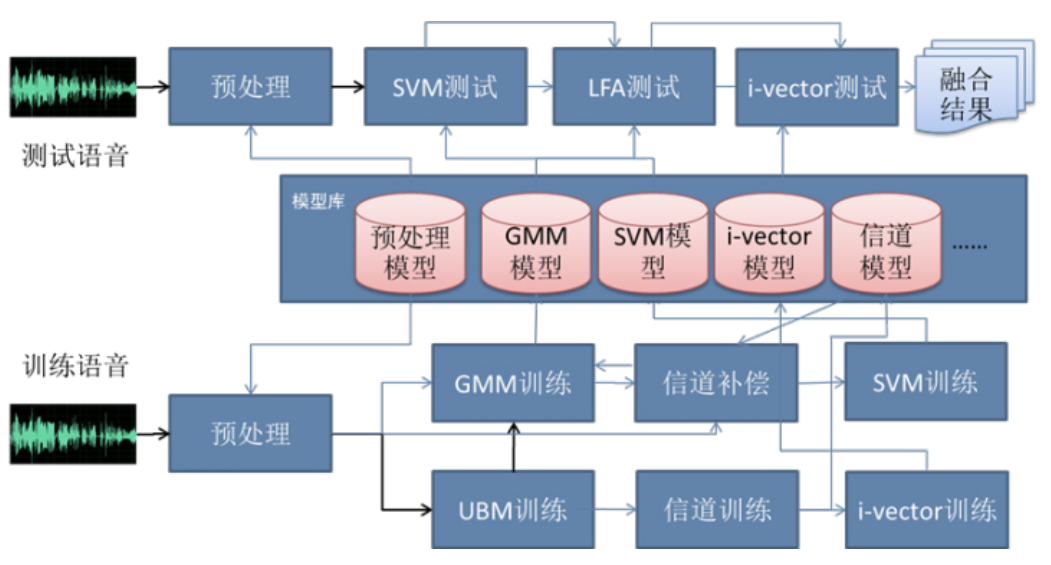 预处理
SVM测试
LFA测试
i-vector测试
融合
结果
测试语音
模型库
预处理
模型
GMM
模型
SVM模
型
i-vector
模型
信道
模型
……
训练语音
GMM训练
信道补偿
SVM训练
预处理
UBM训练
信道训练
i-vector训练